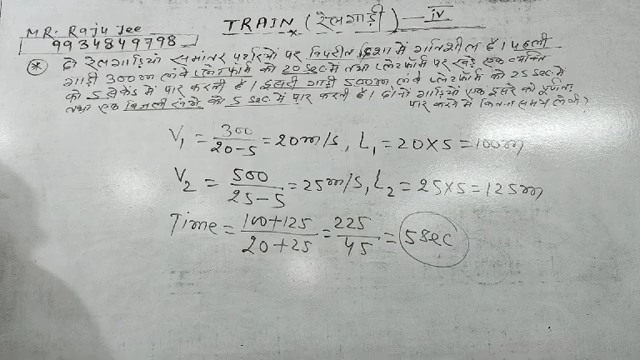 MR. Raju Jee
9934849798
TRAIN (रेलगाड़ी) — IV
* दो रेलगाड़ियाँ समांतर पटरियों पर विपरीत दिशा में गतिशील हैं। पहली
गाड़ी 300m लंबे प्लेटफार्म को 20 Sec में तथा प्लेटफार्म पर खड़े एक व्यक्ति
को 5 सेकेंड में पार करती है। दूसरी गाड़ी 500m लंबे प्लेटफार्म को 25 Sec में
तथा एक बिजली खंभे को 5 Sec में पार करती है। दोनों गाड़ियाँ एक दूसरे को पूर्णतः
पार करने में कितना समय लेगी?
V₁ = 300/20-5 = 20m/s, L₁ = 20×5 = 100m
V₂ = 500/25-5 = 25m/s, L₂ = 25×5 = 125m
Time = 100+125/20+25 = 225/45 = 5 Sec